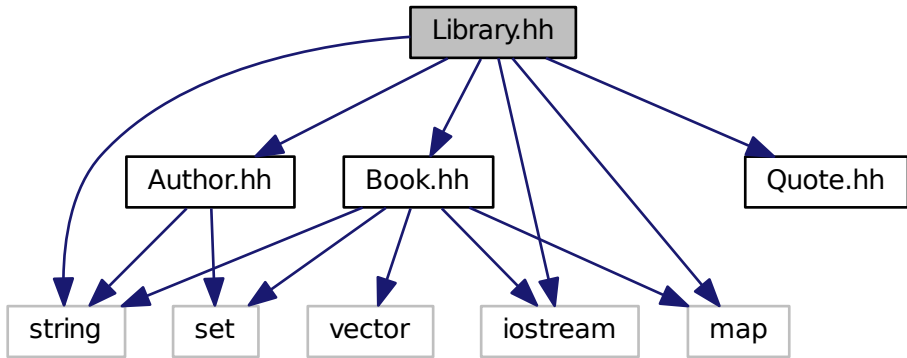 Library.hh
Author.hh
Book.hh
Quote.hh
string
set
vector
iostream
map